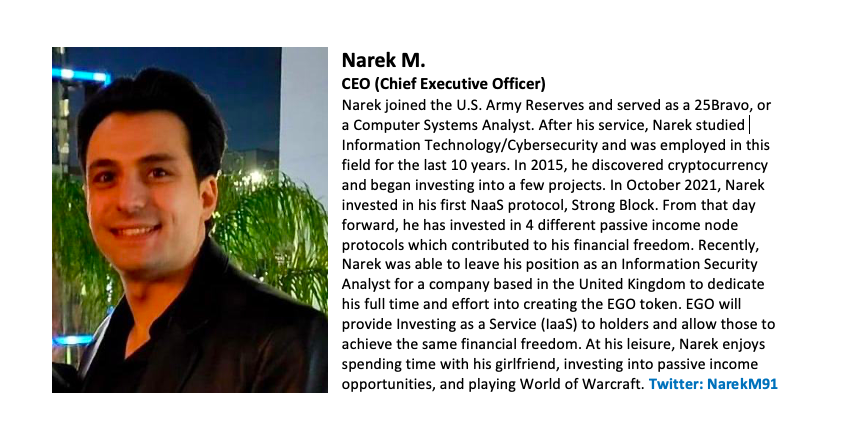 Narek M.
CEO (Chief Executive Officer)
Narek joined the U.S. Army Reserves and served as a 25Bravo, or
a Computer Systems Analyst. After his service, Narek studied
Information Technology/Cybersecurity and was employed in this
field for the last 10 years. In 2015, he discovered cryptocurrency
and began investing into a few projects. In October 2021, Narek
invested in his first NaaS protocol, Strong Block. From that day
forward, he has invested in 4 different passive income node
protocols which contributed to his financial freedom. Recently,
Narek was able to leave his position as an Information Security
Analyst for a company based in the United Kingdom to dedicate
his full time and effort into creating the EGO token. EGO will
provide Investing as a Service (IaaS) to holders and allow those to
achieve the same financial freedom. At his leisure, Narek enjoys
spending time with his girlfriend, investing into passive income
opportunities, and playing World of Warcraft. Twitter: NarekM91